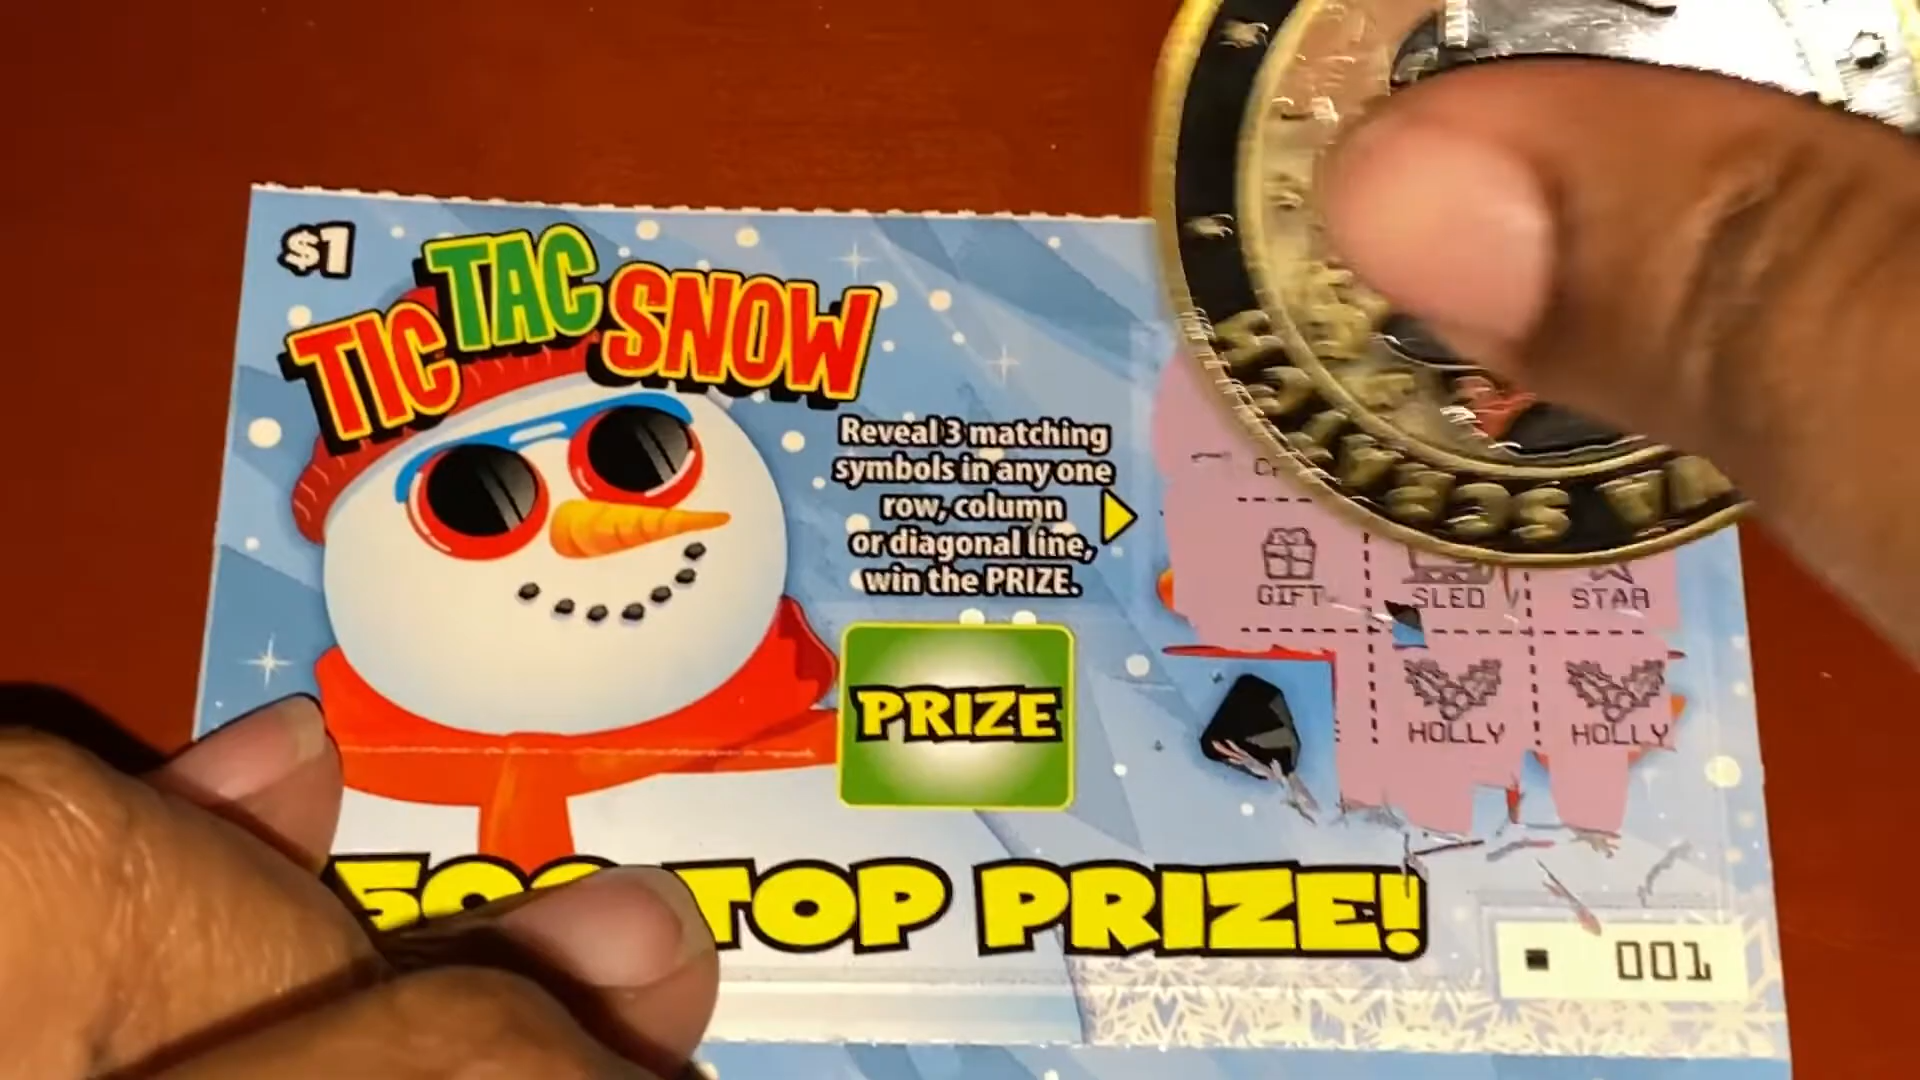 $1
TIC TAC SNOW
Reveal 3 matching
symbols in any one
row, column
or diagonal line,
win the PRIZE.
GIFT SLED STAR
PRIZE
HOLLY HOLLY
TOP PRIZE!
001